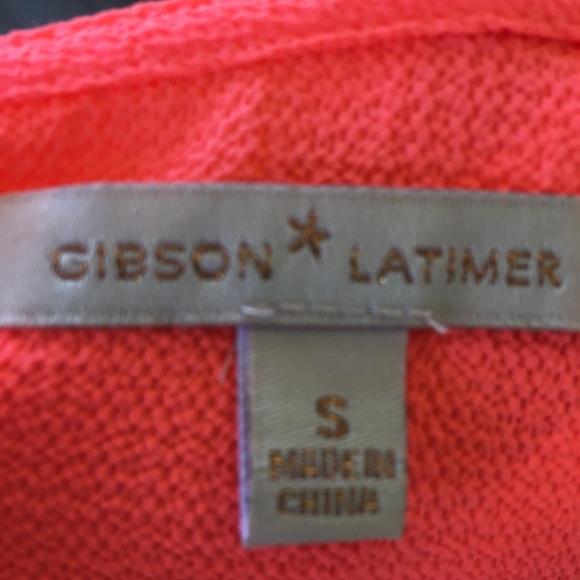 GIBSON * LATIMER
S
MADE IN
CHINA